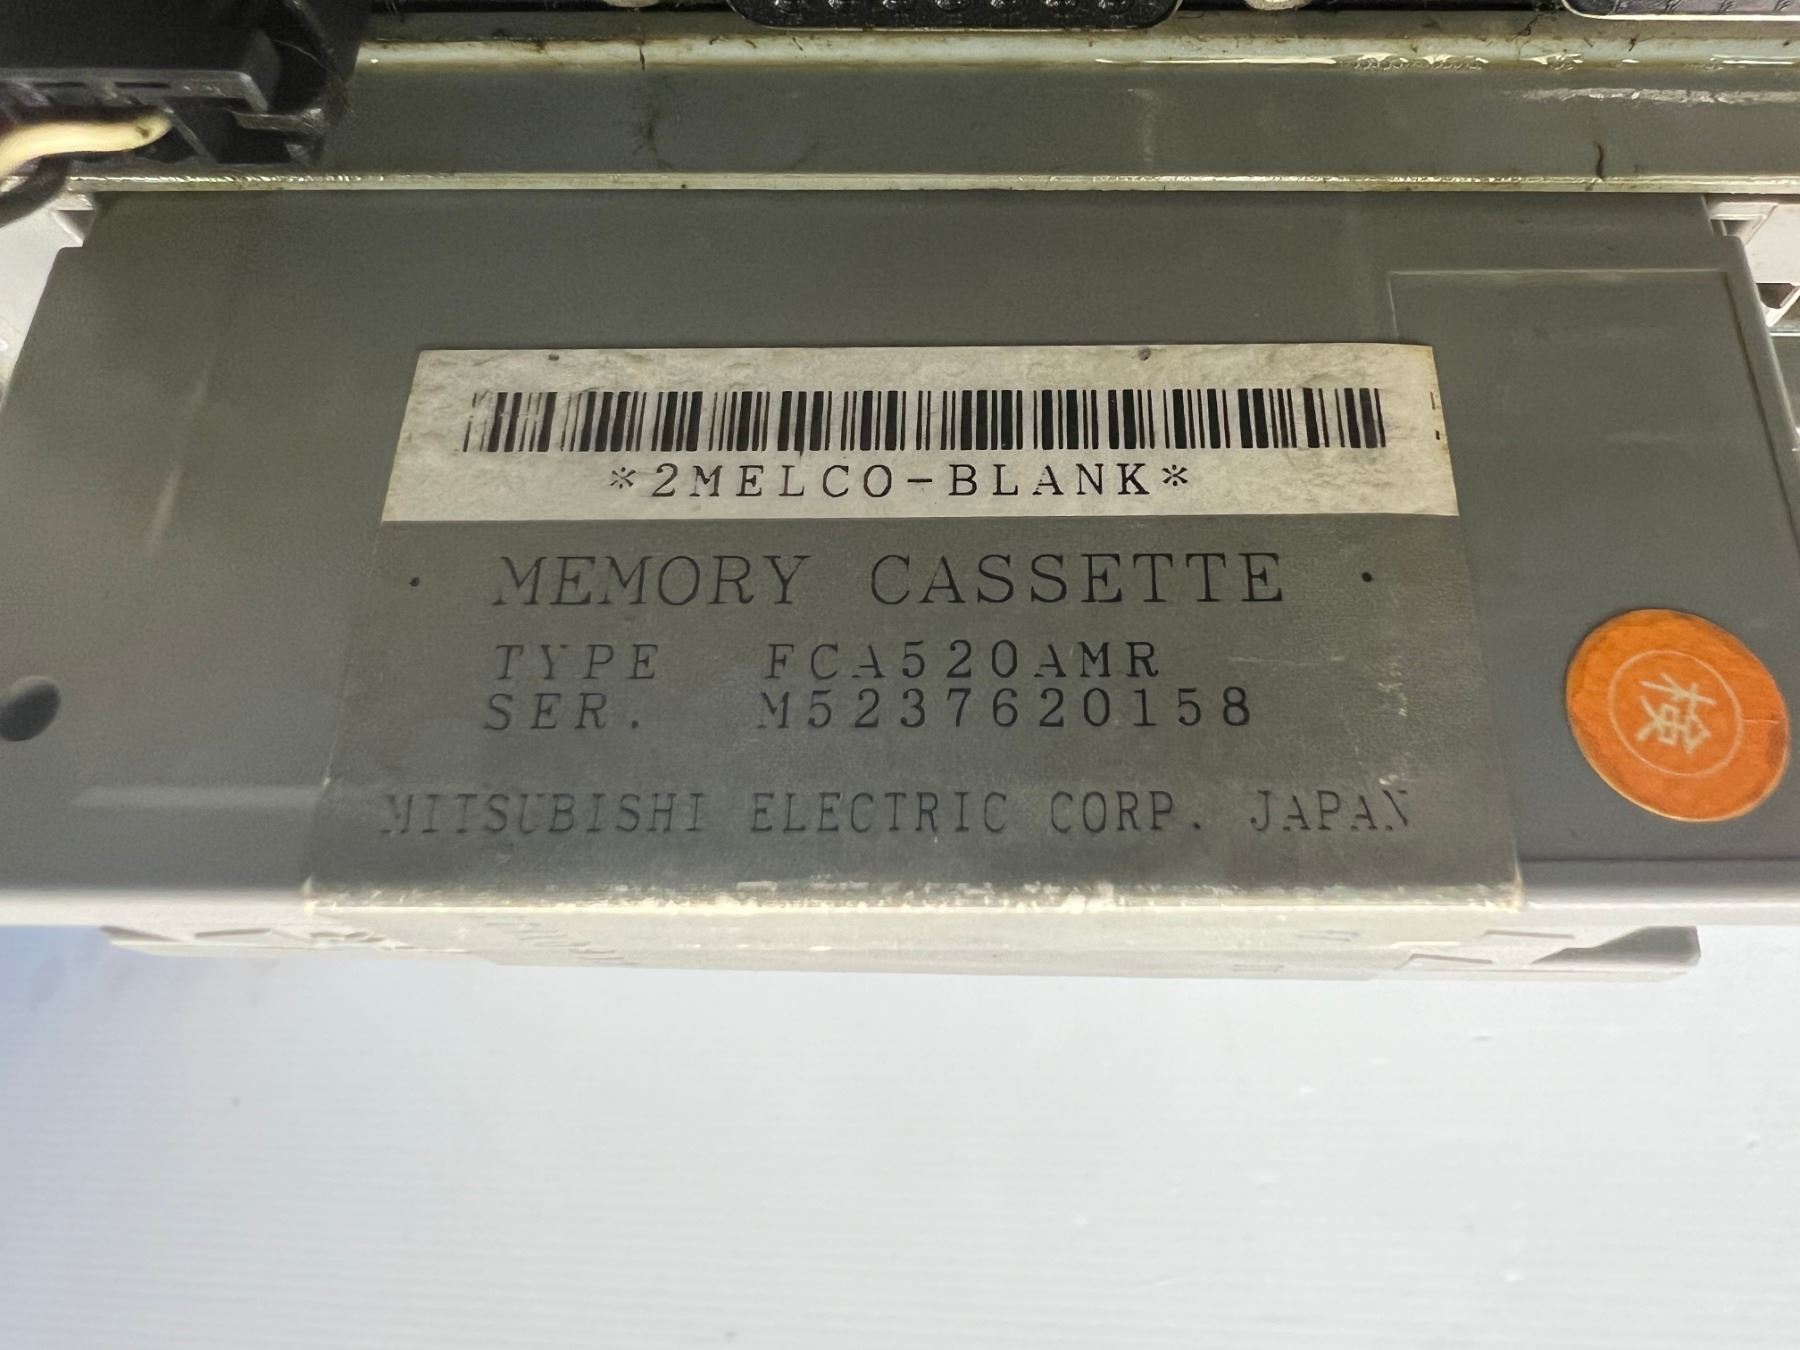 *2MELCO-BLANK*
· MEMORY CASSETTE ·
TYPE FCA520AMR
SER. M5237620158
MITSUBISHI ELECTRIC CORP. JAPAN
検